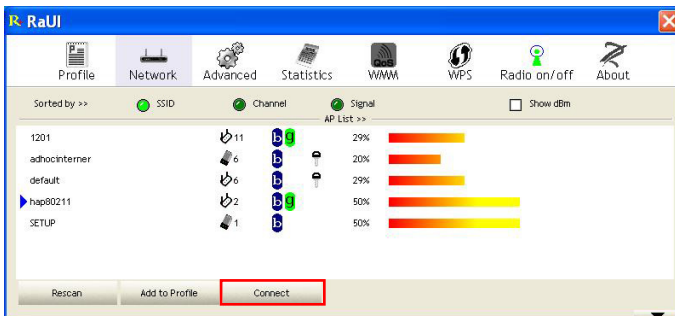 R RaUI
Profile Network Advanced Statistics WMM WPS Radio on/off About
P=
QoS
Sorted by >> SSID Channel Signal Show dBm
AP List >>
1201 11 b g 29%
adhocinterner 6 b 20%
default 6 b 29%
hap80211 2 b g 50%
SETUP 1 b 50%
Rescan Add to Profile Connect